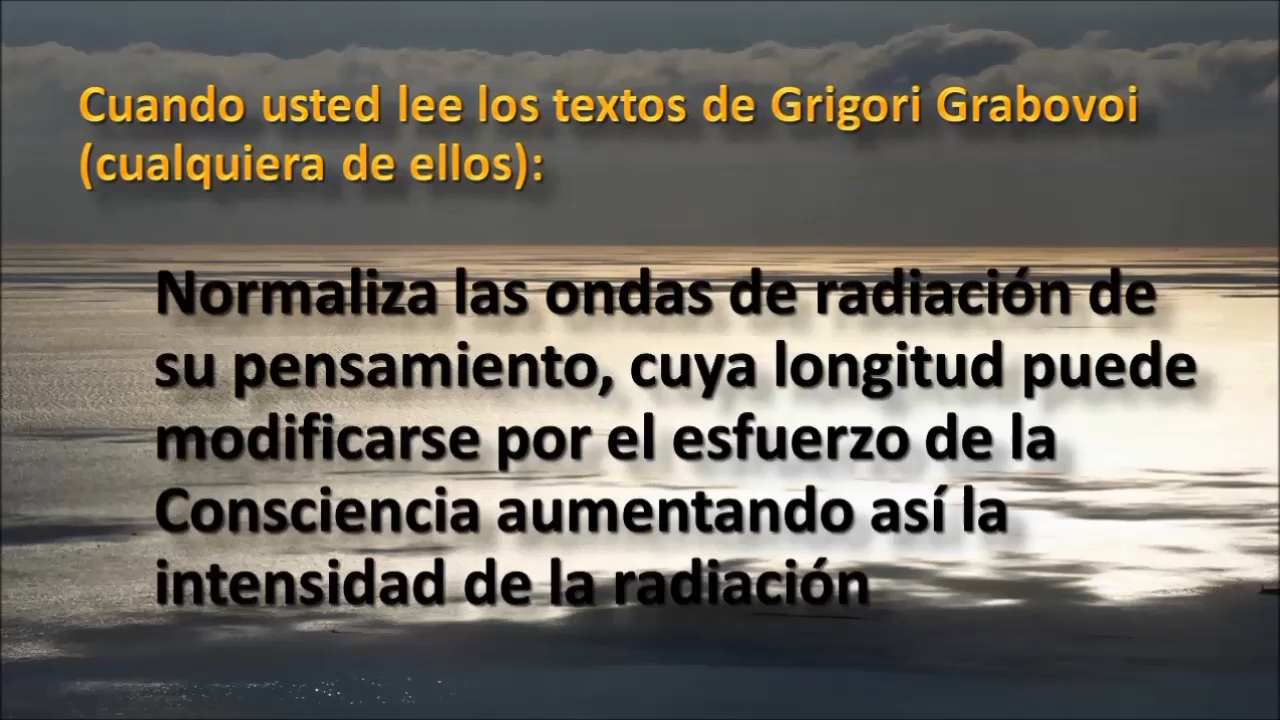 Cuando usted lee los textos de Grigori Grabovoi
(cualquiera de ellos):
Normaliza las ondas de radiación de
su pensamiento, cuya longitud puede
modificarse por el esfuerzo de la
Consciencia aumentando así la
intensidad de la radiación